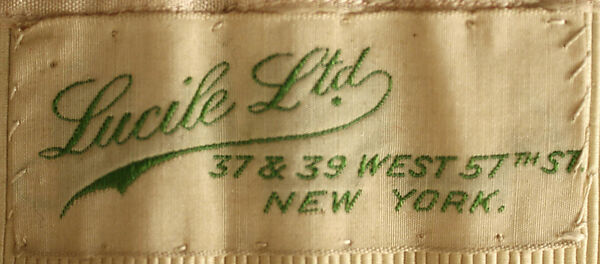 Lucile Ltd.
37 & 39 WEST 57TH ST.
NEW YORK.